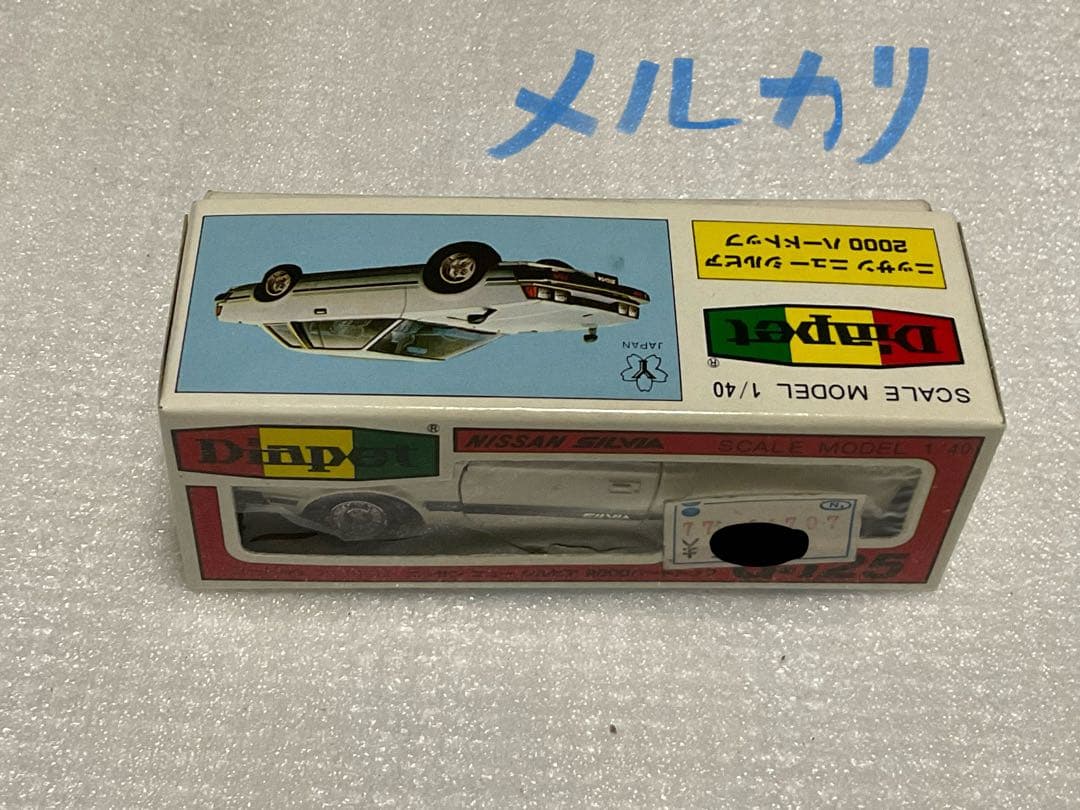 メルカリ
ニッサン ニュー シルビア
2000 ハードトップ
Diapet
®
SCALE MODEL 1/40
JAPAN
Diapet ®
NISSAN SILVIA
SCALE MODEL 1/40
SILVIA